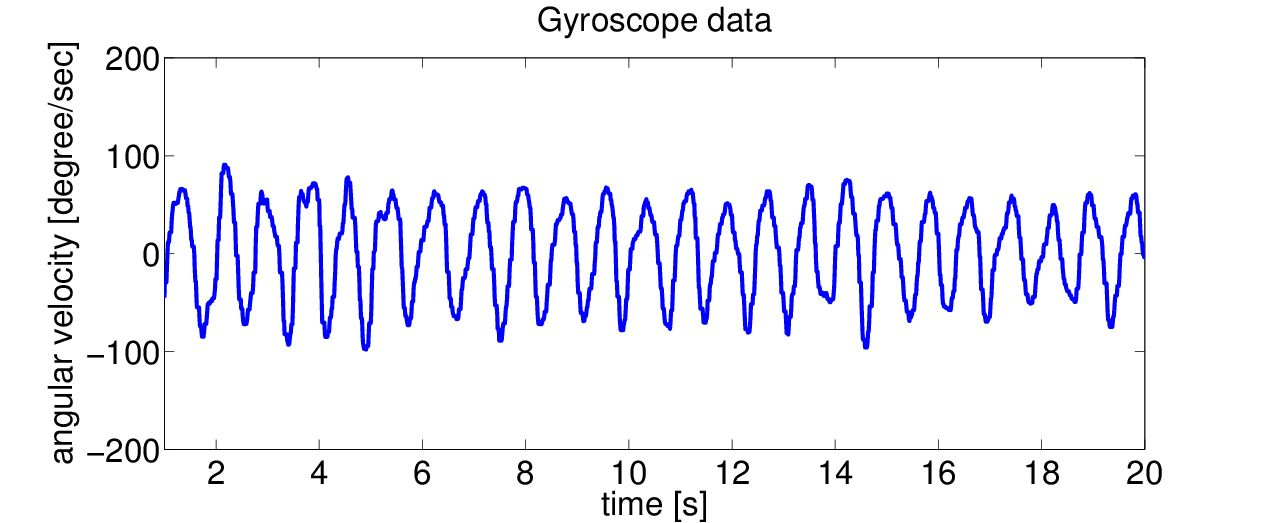 Gyroscope data
angular velocity [degree/sec]
200
100
0
−100
−200
2 4 6 8 10 12 14 16 18 20
time [s]